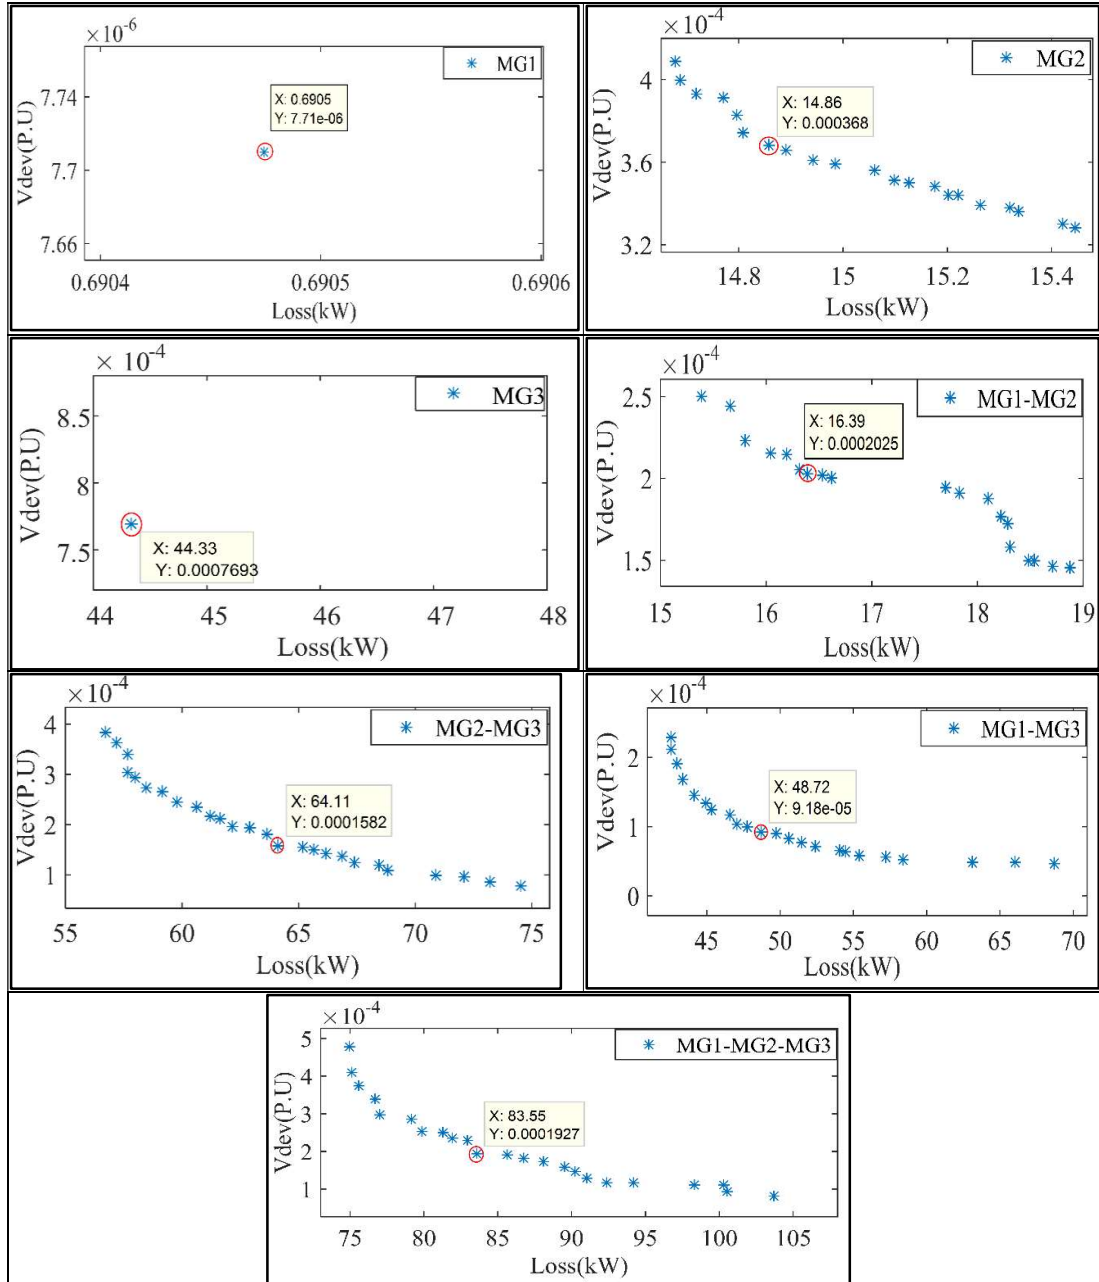 ×10⁻⁶
MG1
7.74
7.7
7.66
X: 0.6905
Y: 7.71e-06
Vdev(P.U)
0.6904 0.6905 0.6906
Loss(kW)
×10⁻⁴
MG2
4
3.6
3.2
X: 14.86
Y: 0.000368
Vdev(P.U)
14.8 15 15.2 15.4
Loss(kW)
× 10⁻⁴
MG3
8.5
8
7.5
X: 44.33
Y: 0.0007693
Vdev(P.U)
44 45 46 47 48
Loss(kW)
×10⁻⁴
MG1-MG2
2.5
2
1.5
X: 16.39
Y: 0.0002025
Vdev(P.U)
15 16 17 18 19
Loss(kW)
×10⁻⁴
MG2-MG3
4
3
2
1
X: 64.11
Y: 0.0001582
Vdev(P.U)
55 60 65 70 75
Loss(kW)
×10⁻⁴
MG1-MG3
2
1
0
X: 48.72
Y: 9.18e-05
Vdev(P.U)
45 50 55 60 65 70
Loss(kW)
×10⁻⁴
MG1-MG2-MG3
5
4
3
2
1
X: 83.55
Y: 0.0001927
Vdev(P.U)
75 80 85 90 95 100 105
Loss(kW)